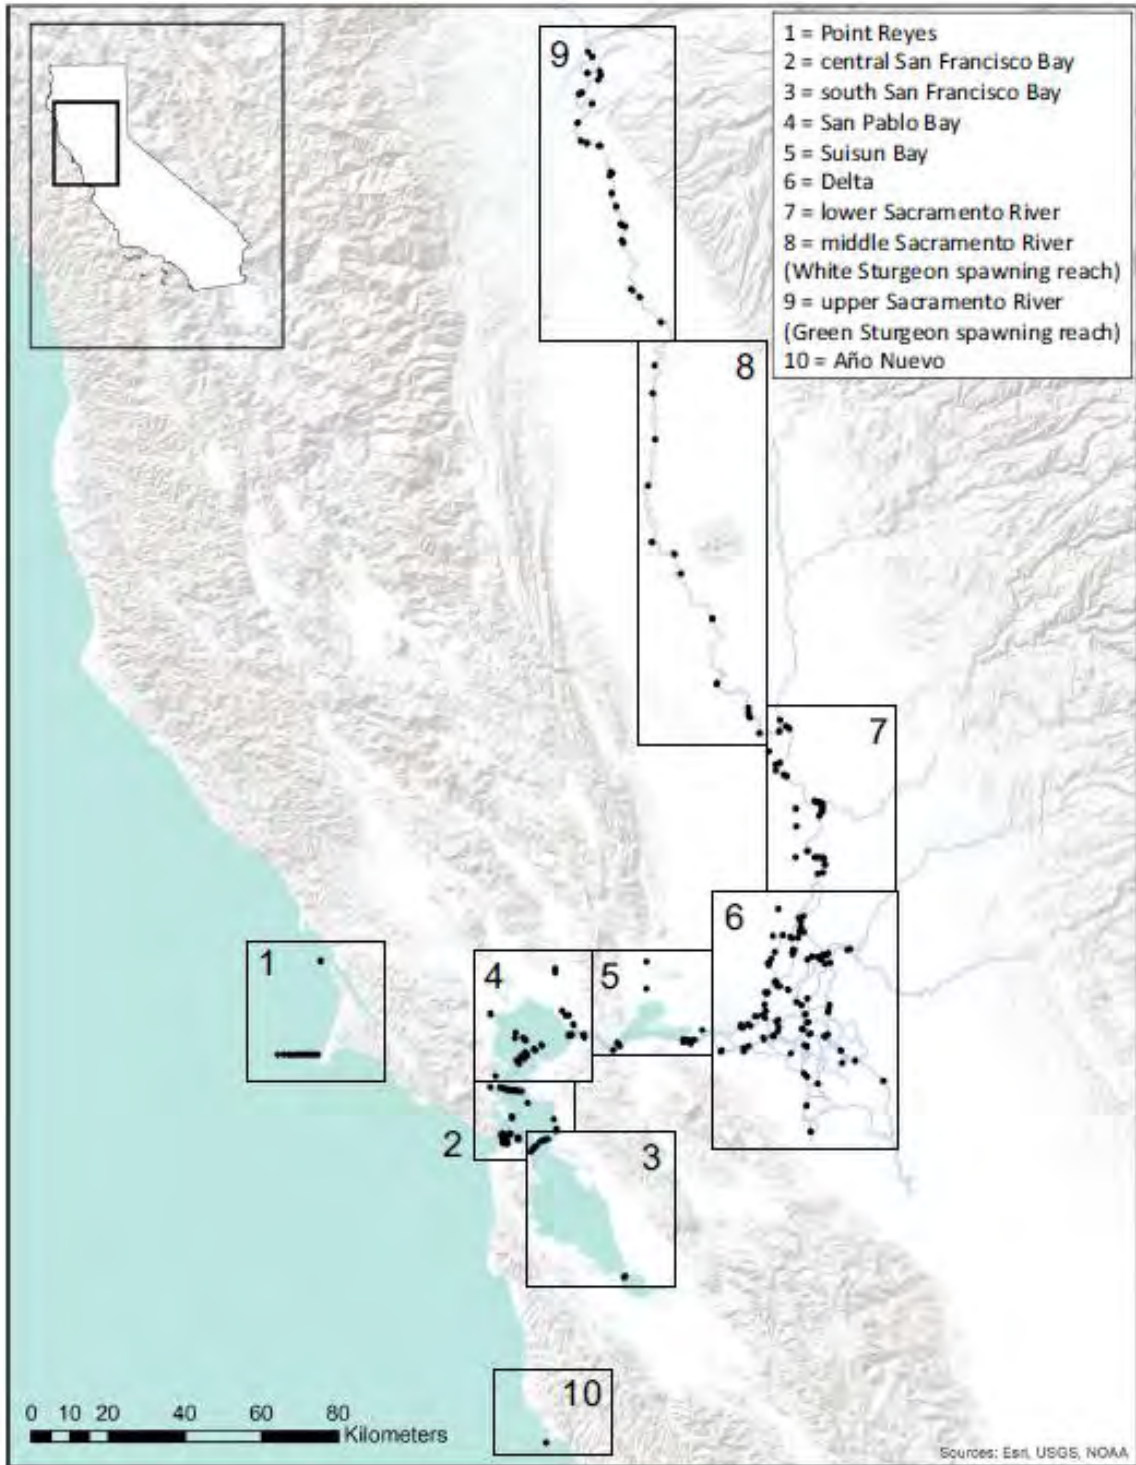 1 = Point Reyes
2 = central San Francisco Bay
3 = south San Francisco Bay
4 = San Pablo Bay
5 = Suisun Bay
6 = Delta
7 = lower Sacramento River
8 = middle Sacramento River
(White Sturgeon spawning reach)
9 = upper Sacramento River
(Green Sturgeon spawning reach)
10 = Año Nuevo
9
8
7
6
1
4
5
2
3
10
0 10 20 40 60 80
Kilometers
Sources: Esri, USGS, NOAA